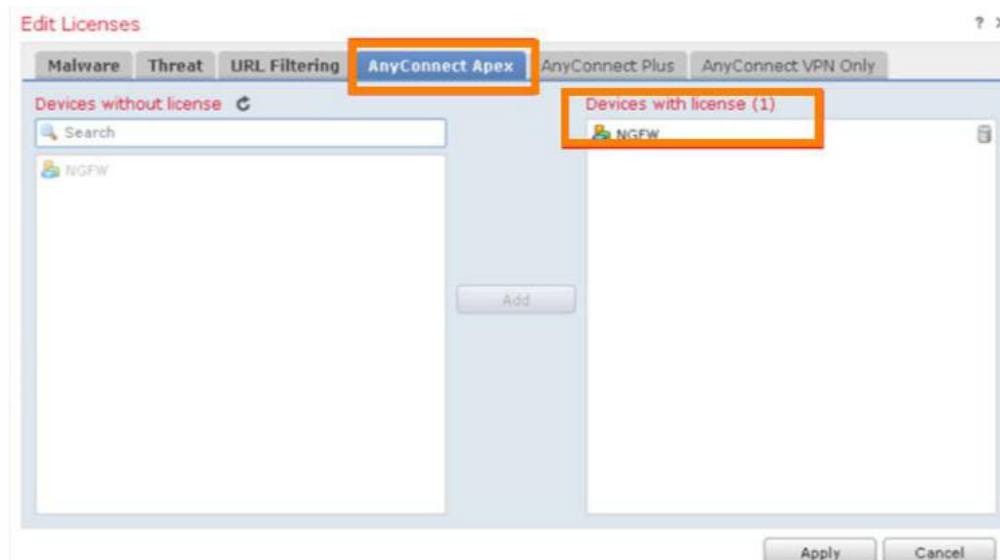 Edit Licenses
?
Malware Threat URL Filtering AnyConnect Apex AnyConnect Plus AnyConnect VPN Only
Devices without license
Devices with license (1)
Search
NGFW
NGFW
Add
Apply Cancel